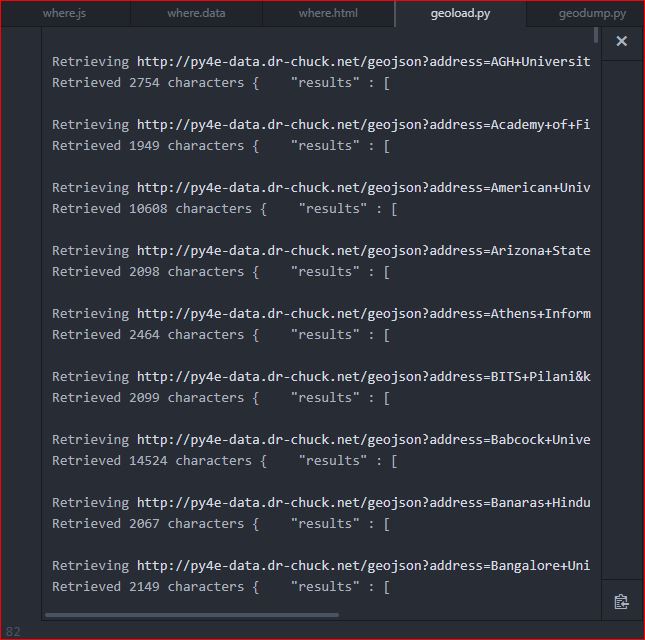 where.js where.data where.html geoload.py geodump.py
Retrieving http://py4e-data.dr-chuck.net/geojson?address=AGH+Universit
Retrieved 2754 characters {    "results" : [
Retrieving http://py4e-data.dr-chuck.net/geojson?address=Academy+of+Fi
Retrieved 1949 characters {    "results" : [
Retrieving http://py4e-data.dr-chuck.net/geojson?address=American+Univ
Retrieved 10608 characters {    "results" : [
Retrieving http://py4e-data.dr-chuck.net/geojson?address=Arizona+State
Retrieved 2098 characters {    "results" : [
Retrieving http://py4e-data.dr-chuck.net/geojson?address=Athens+Inform
Retrieved 2464 characters {    "results" : [
Retrieving http://py4e-data.dr-chuck.net/geojson?address=BITS+Pilani&k
Retrieved 2099 characters {    "results" : [
Retrieving http://py4e-data.dr-chuck.net/geojson?address=Babcock+Unive
Retrieved 14524 characters {    "results" : [
Retrieving http://py4e-data.dr-chuck.net/geojson?address=Banaras+Hindu
Retrieved 2067 characters {    "results" : [
Retrieving http://py4e-data.dr-chuck.net/geojson?address=Bangalore+Uni
Retrieved 2149 characters {    "results" : [
82